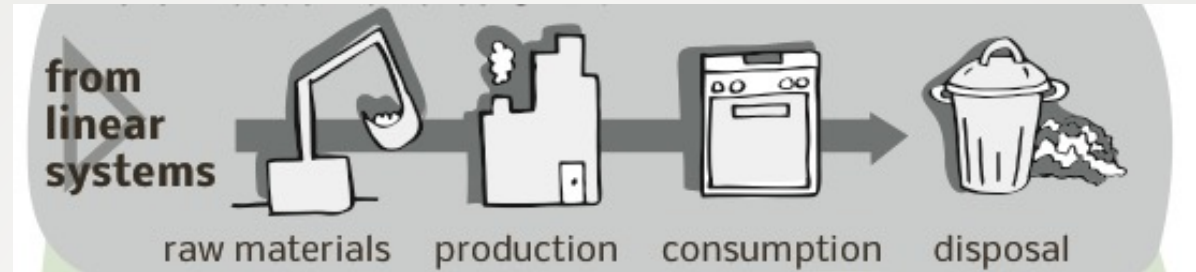 from
linear
systems
raw materials production consumption disposal